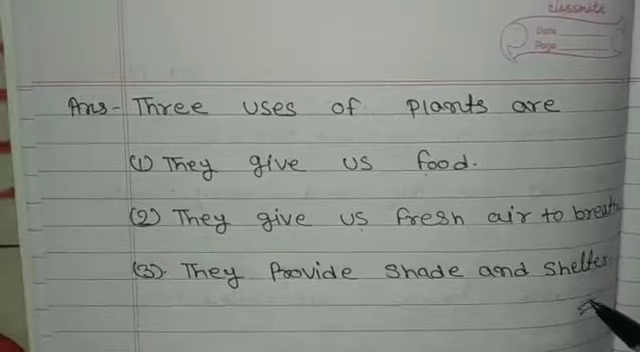 classmate
Date
Page
Ans- Three uses of plants are
(1) They give us food.
(2) They give us fresh air to breath
(3). They Provide shade and shelter.